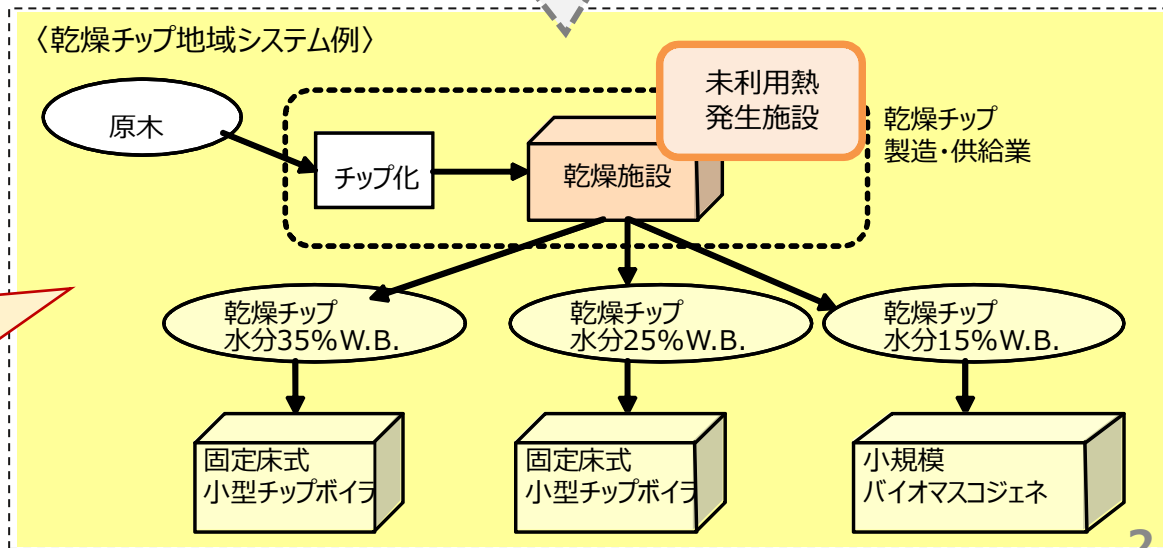 〈乾燥チップ地域システム例〉
未利用熱
発生施設
原木
乾燥チップ
製造・供給業
チップ化
乾燥施設
乾燥チップ
水分35%W.B.
乾燥チップ
水分25%W.B.
乾燥チップ
水分15%W.B.
固定床式
小型チップボイラ
固定床式
小型チップボイラ
小規模
バイオマスコジェネ
2